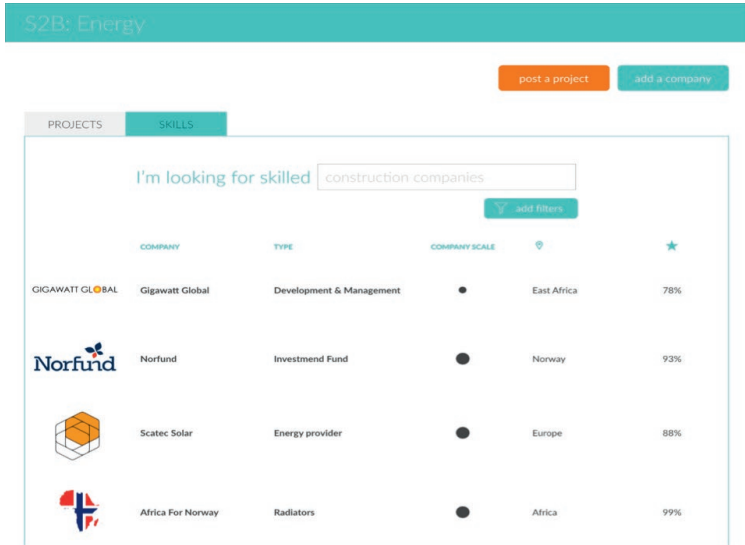 S2B: Energy
post a project
add a company
PROJECTS
SKILLS
I'm looking for skilled construction companies
add filters
COMPANY TYPE COMPANY SCALE
GIGAWATT GLOBAL Gigawatt Global Development & Management East Africa 78%
Norfund Norfund Investmend Fund Norway 93%
Scatec Solar Energy provider Europe 88%
Africa For Norway Radiators Africa 99%